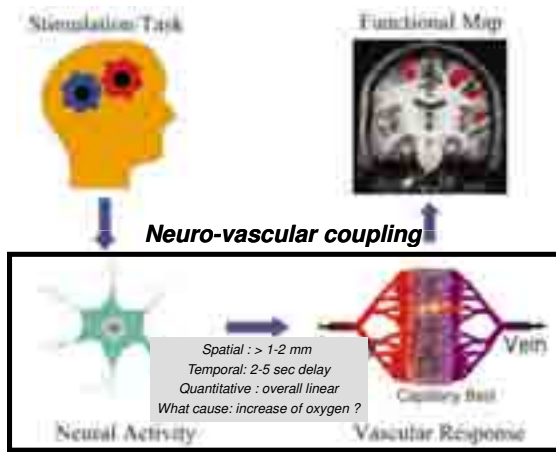 Stimulation/Task
Functional Map
Neuro-vascular coupling
Spatial : > 1-2 mm
Temporal: 2-5 sec delay
Quantitative : overall linear
What cause: increase of oxygen ?
Vein
Capillary Bed
Neural Activity
Vascular Response